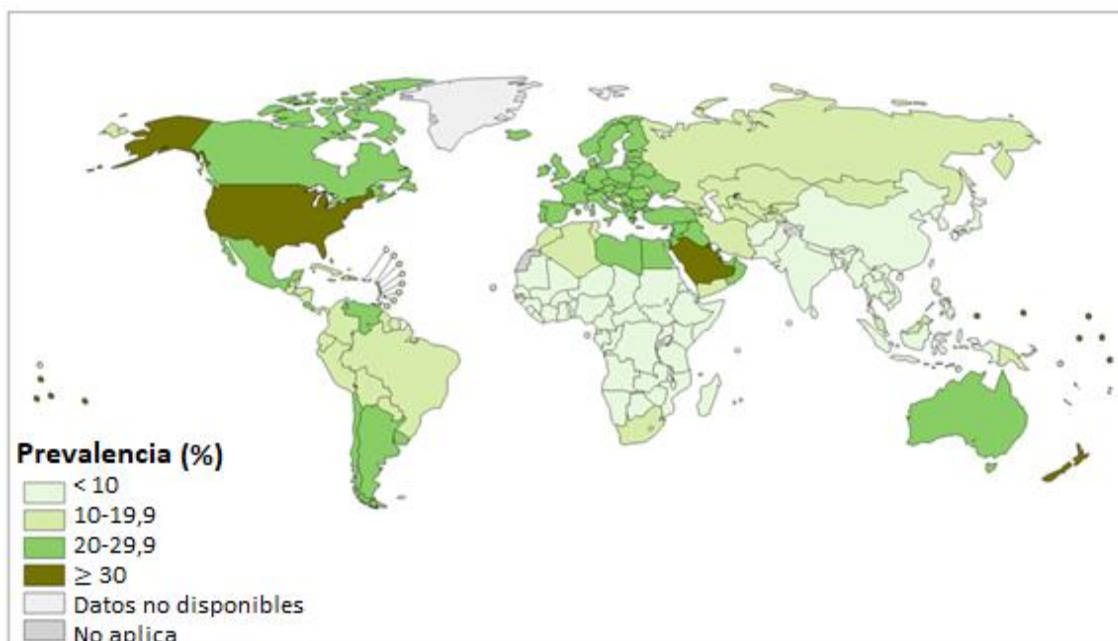 Prevalencia (%)
< 10
10-19,9
20-29,9
≥ 30
Datos no disponibles
No aplica